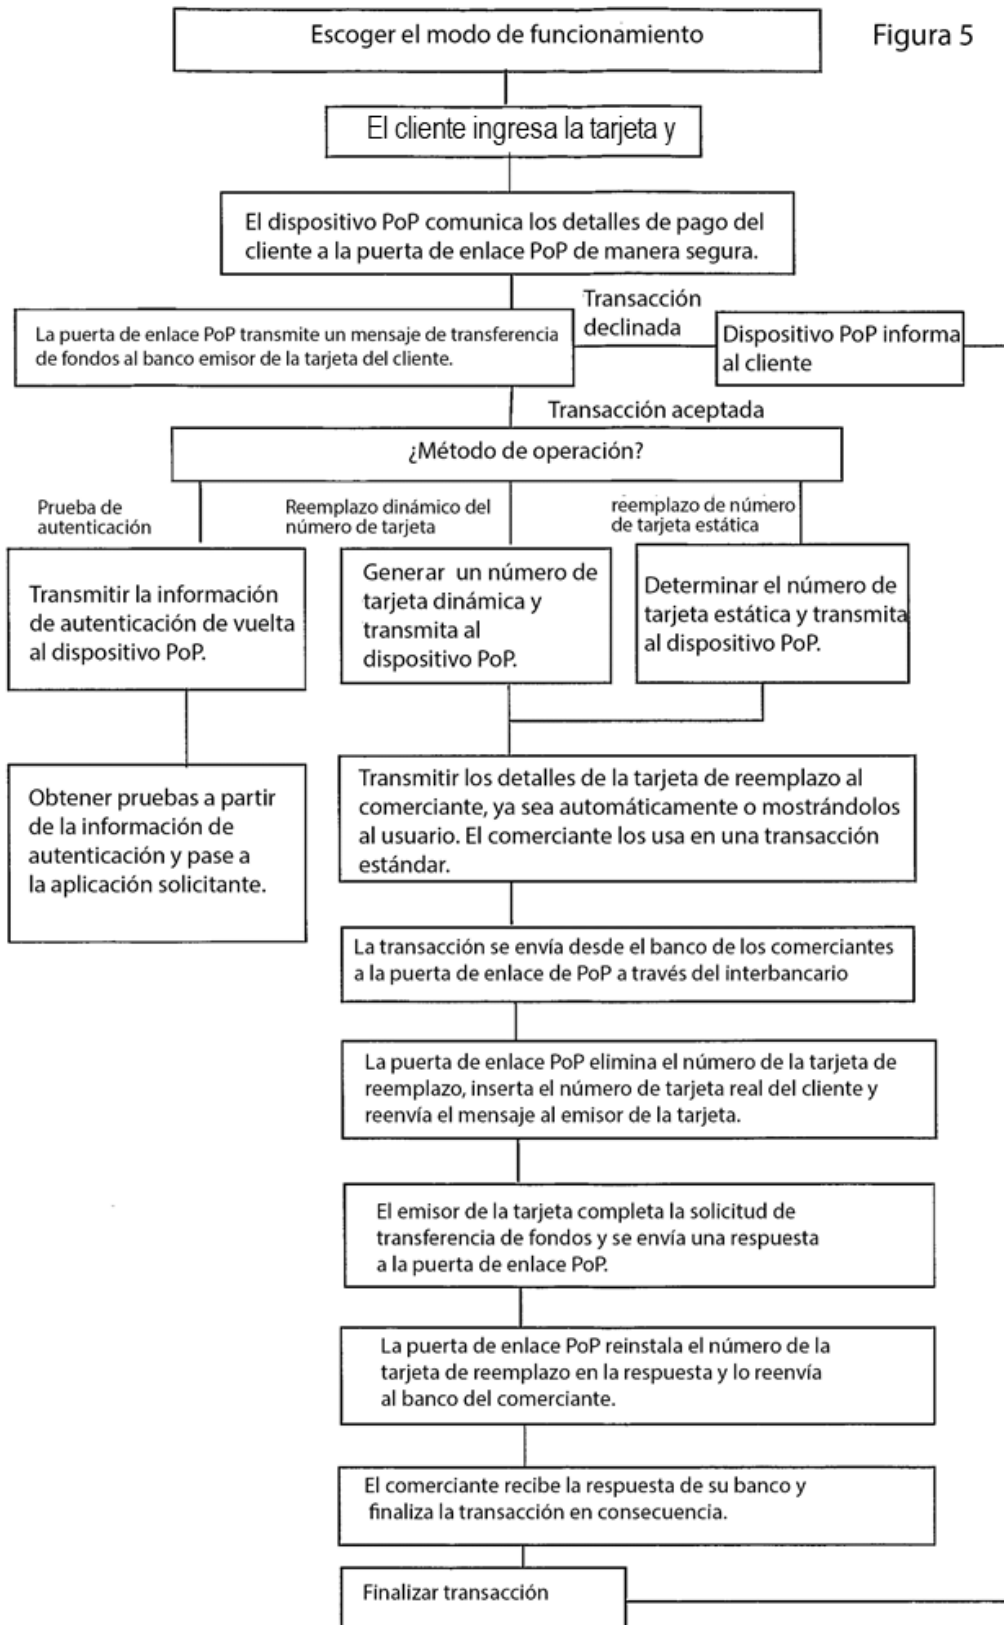 Escoger el modo de funcionamiento
Figura 5
El cliente ingresa la tarjeta y
El dispositivo PoP comunica los detalles de pago del
cliente a la puerta de enlace PoP de manera segura.
La puerta de enlace PoP transmite un mensaje de transferencia
de fondos al banco emisor de la tarjeta del cliente.
Transacción
declinada
Dispositivo PoP informa
al cliente
Transacción aceptada
¿Método de operación?
Prueba de
autenticación
Reemplazo dinámico del
número de tarjeta
reemplazo de número
de tarjeta estática
Transmitir la información
de autenticación de vuelta
al dispositivo PoP.
Generar un número de
tarjeta dinámica y
transmita al
dispositivo PoP.
Determinar el número de
tarjeta estática y transmita
al dispositivo PoP.
Obtener pruebas a partir
de la información de
autenticación y pase a
la aplicación solicitante.
Transmitir los detalles de la tarjeta de reemplazo al
comerciante, ya sea automáticamente o mostrándolos
al usuario. El comerciante los usa en una transacción
estándar.
La transacción se envía desde el banco de los comerciantes
a la puerta de enlace de PoP a través del interbancario
La puerta de enlace PoP elimina el número de la tarjeta de
reemplazo, inserta el número de tarjeta real del cliente y
reenvía el mensaje al emisor de la tarjeta.
El emisor de la tarjeta completa la solicitud de
transferencia de fondos y se envía una respuesta
a la puerta de enlace PoP.
La puerta de enlace PoP reinstala el número de la
tarjeta de reemplazo en la respuesta y lo reenvía
al banco del comerciante.
El comerciante recibe la respuesta de su banco y
finaliza la transacción en consecuencia.
Finalizar transacción